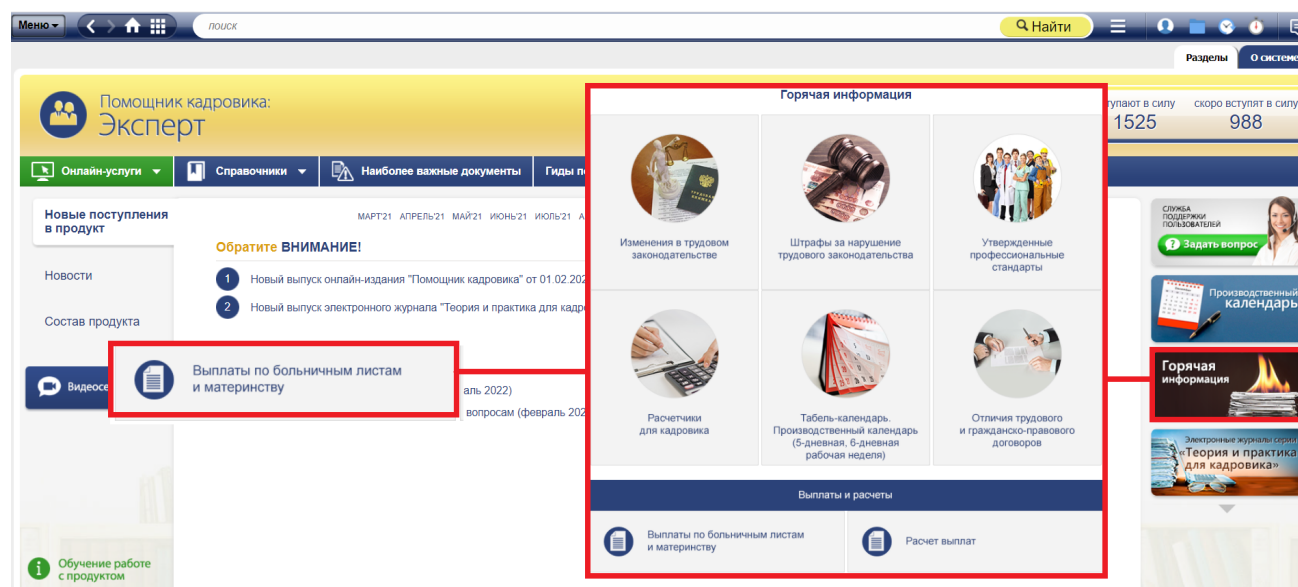 Меню
поиск
Найти
Разделы
О системе
Помощник кадровика:
Эксперт
Горячая информация
тупают в силу
скоро вступят в силу
1525
988
Онлайн-услуги
Справочники
Наиболее важные документы
Гиды по
Новые поступления
в продукт
Новости
Состав продукта
Видеосе
МАРТ'21 АПРЕЛЬ'21 МАЙ'21 ИЮНЬ'21 ИЮЛЬ'21 А
Обратите ВНИМАНИЕ!
1 Новый выпуск онлайн-издания "Помощник кадровика" от 01.02.202
2 Новый выпуск электронного журнала "Теория и практика для кадро
Выплаты по больничным листам
и материнству
аль 2022)
вопросам (февраль 202
Изменения в трудовом
законодательстве
Штрафы за нарушение
трудового законодательства
Утвержденные
профессиональные
стандарты
Расчетчики
для кадровика
Табель-календарь.
Производственный календарь
(5-дневная, 6-дневная
рабочая неделя)
Отличия трудового
и гражданско-правового
договоров
Выплаты и расчеты
Выплаты по больничным листам
и материнству
Расчет выплат
СЛУЖБА
ПОДДЕРЖКИ
ПОЛЬЗОВАТЕЛЕЙ
Задать вопрос
Производственный
календарь
Горячая
информация
Электронные журналы серии
«Теория и практика
для кадровика»
Обучение работе
с продуктом